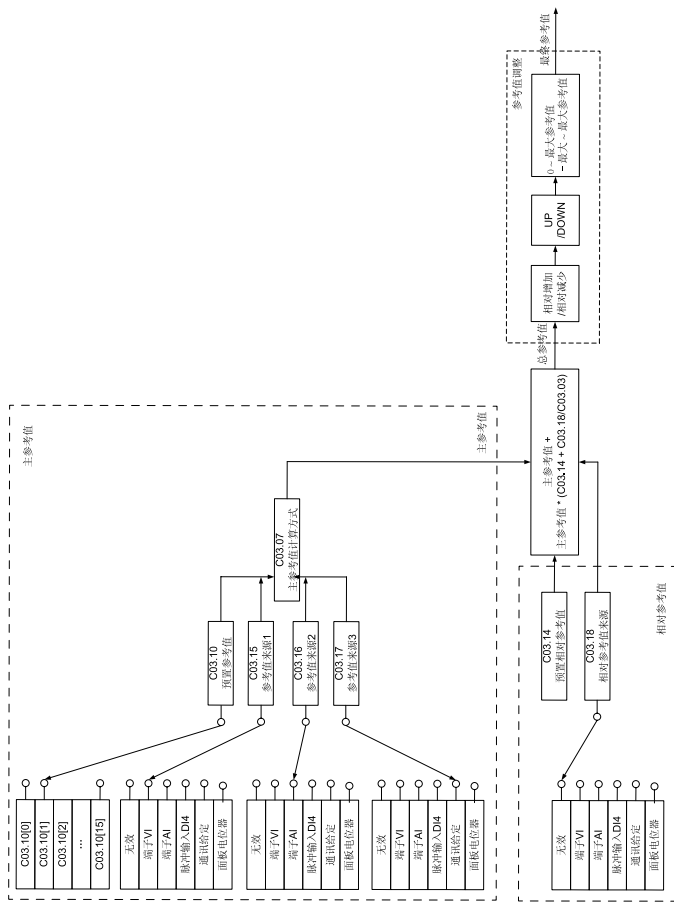 主参考值
C03.10[0]
C03.10[1]
C03.10[2]
...
C03.10[15]
无效
端子VI
端子AI
脉冲输入DI4
通讯给定
面板电位器
无效
端子VI
端子AI
脉冲输入DI4
通讯给定
面板电位器
无效
端子VI
端子AI
脉冲输入DI4
通讯给定
面板电位器
C03.10
预置参考值
C03.15
参考值来源1
C03.16
参考值来源2
C03.17
参考值来源3
C03.07
主参考值计算方式
主参考值
无效
端子VI
端子AI
脉冲输入DI4
通讯给定
面板电位器
C03.14
预置相对参考值
C03.18
相对参考值来源
相对参考值
主参考值 +
主参考值 * (C03.14 + C03.18/C03.03)
总参考值
参考值调整
相对增加
/相对减少
UP
/DOWN
0 ~ 最大参考值
- 最大 ~ 最大参考值
最终参考值